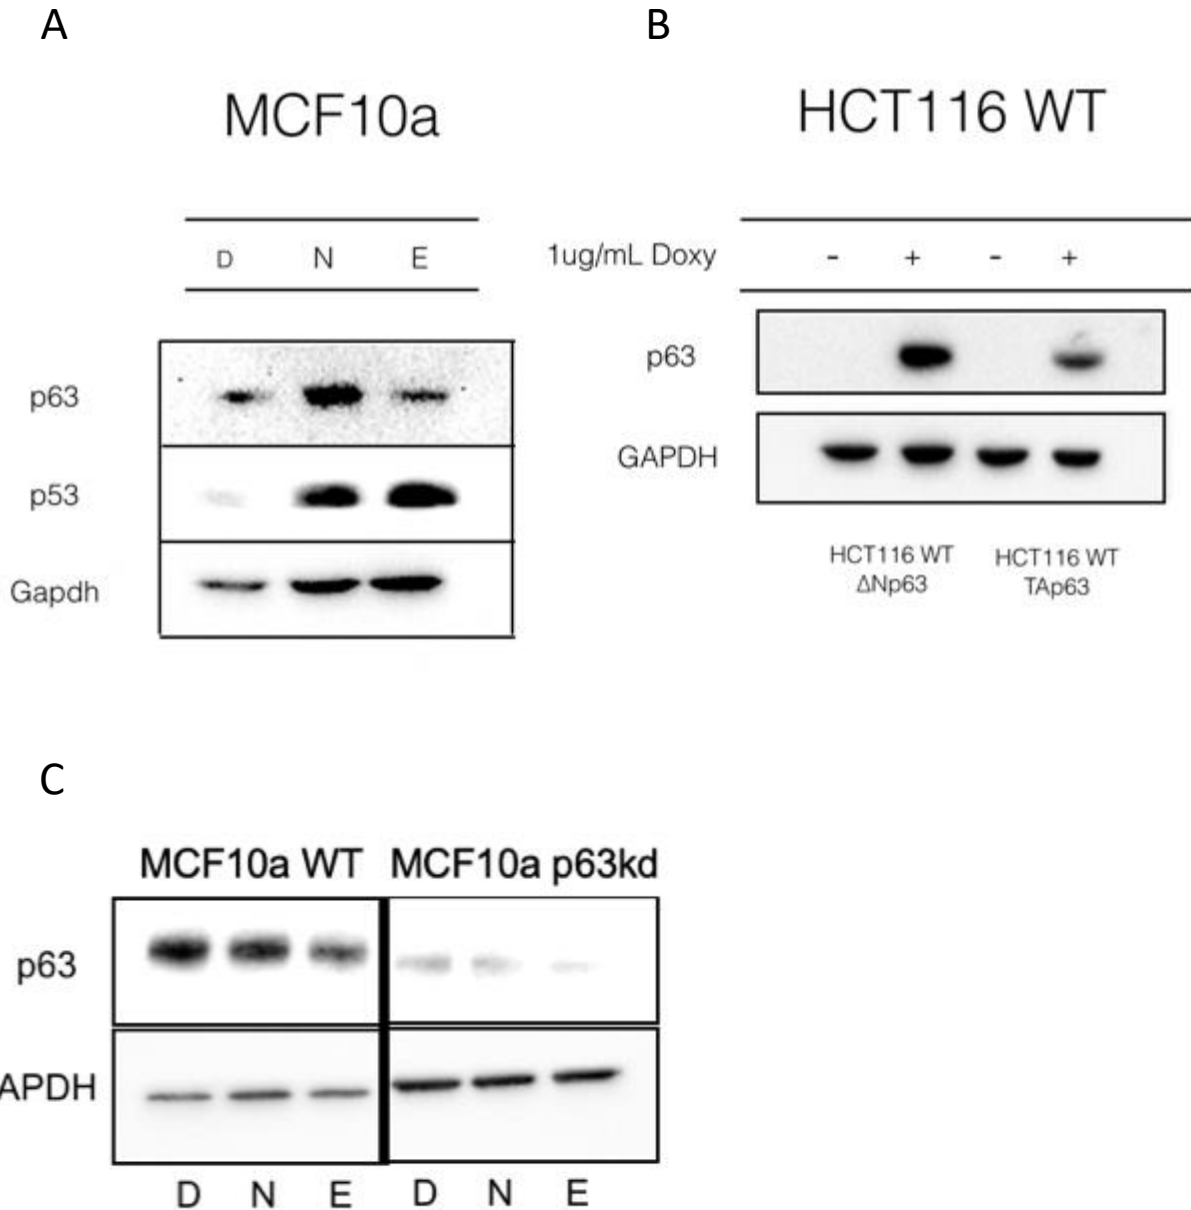 A
B
MCF10a
HCT116 WT
D N E
1ug/mL Doxy - + - +
p63
p53
Gapdh
p63
GAPDH
HCT116 WT
ΔNp63
HCT116 WT
TAp63
C
MCF10a WT MCF10a p63kd
p63
APDH
D N E D N E